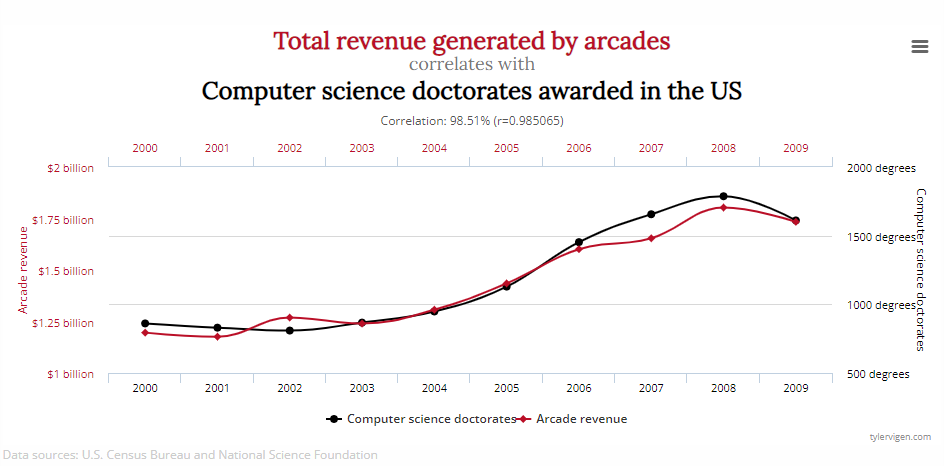 Total revenue generated by arcades
correlates with
Computer science doctorates awarded in the US
Correlation: 98.51% (r=0.985065)
2000 2001 2002 2003 2004 2005 2006 2007 2008 2009
$2 billion 2000 degrees
$1.75 billion
1500 degrees
$1.5 billion
1000 degrees
$1.25 billion
$1 billion 500 degrees
Arcade revenue
Computer science doctorates
2000 2001 2002 2003 2004 2005 2006 2007 2008 2009
Computer science doctorates Arcade revenue
tylervigen.com
Data sources: U.S. Census Bureau and National Science Foundation